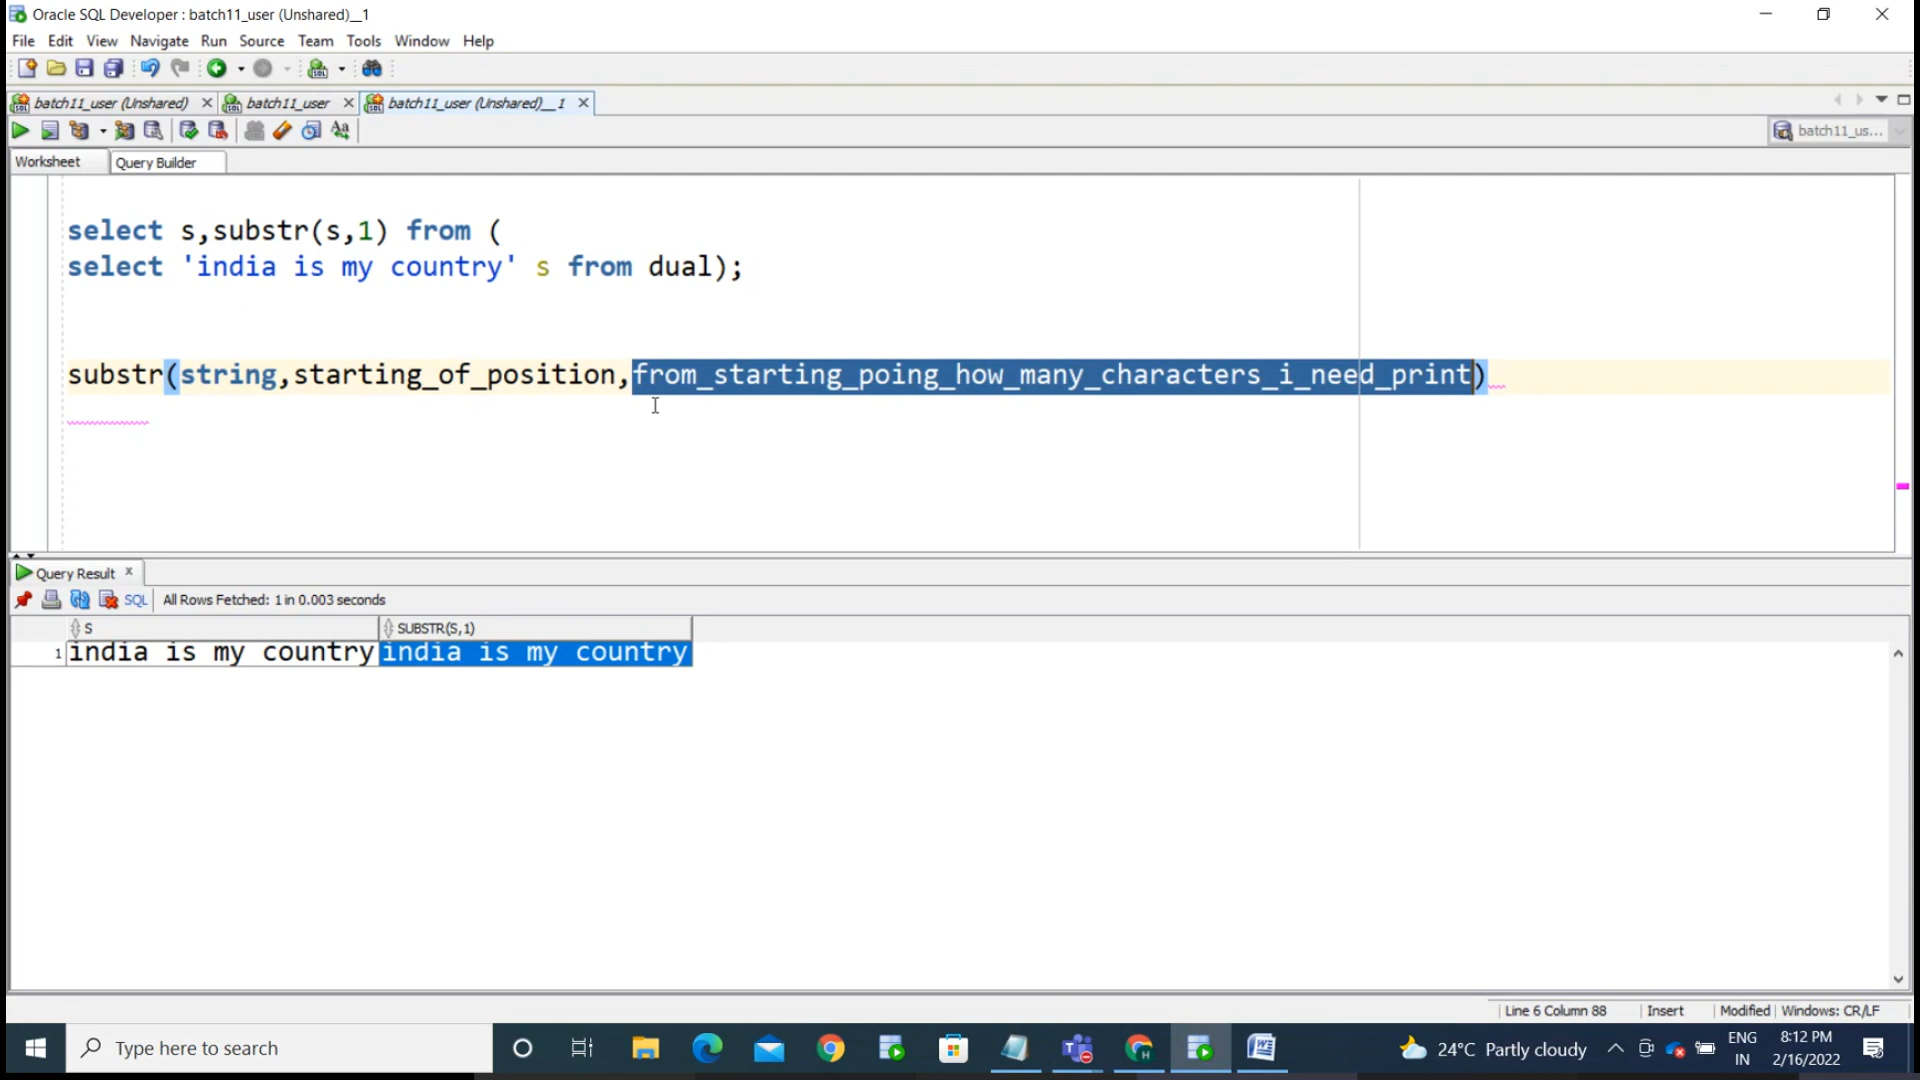 Oracle SQL Developer : batch11_user (Unshared)__1
File Edit View Navigate Run Source Team Tools Window Help
batch11_user (Unshared) batch11_user batch11_user (Unshared)__1
batch11_us...
Worksheet Query Builder
select s,substr(s,1) from (
select 'india is my country' s from dual);
substr(string,starting_of_position,from_starting_poing_how_many_characters_i_need_print)
Query Result
SQL All Rows Fetched: 1 in 0.003 seconds
S SUBSTR(S,1)
1 india is my country india is my country
Line 6 Column 88 Insert Modified Windows: CR/LF
Type here to search 24°C Partly cloudy ENG 8:12 PM
IN 2/16/2022